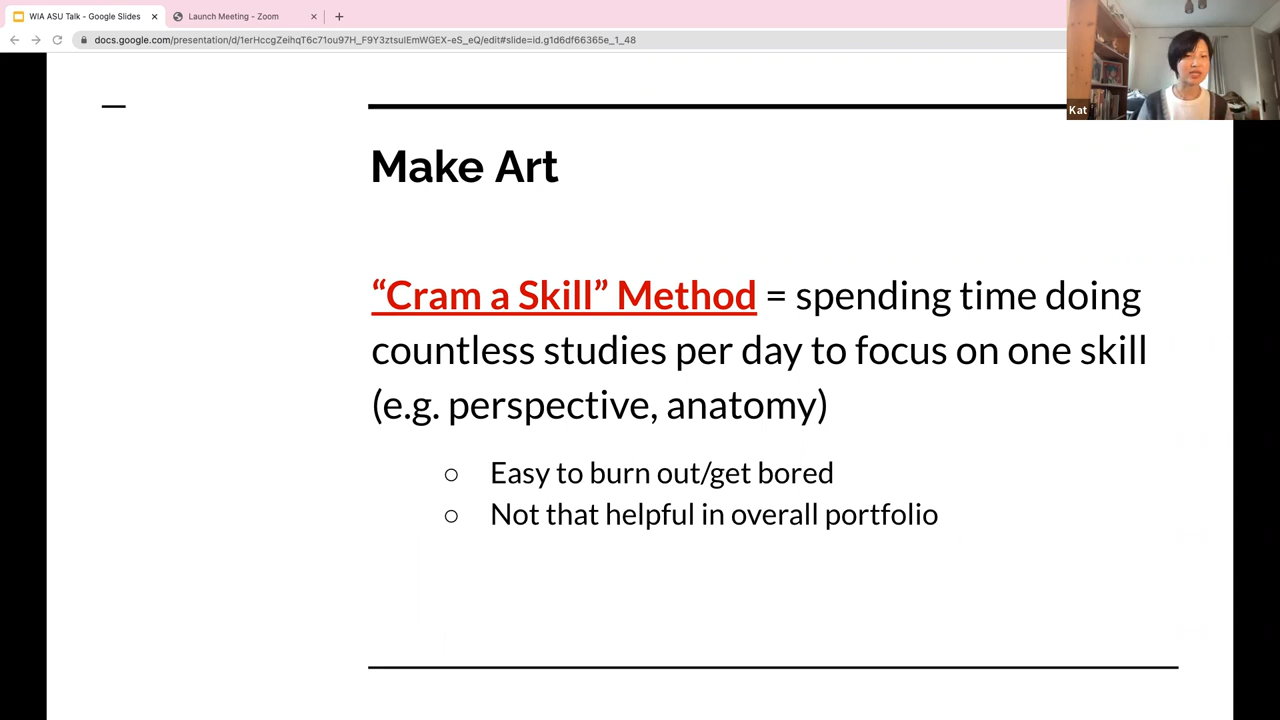 WIA ASU Talk - Google Slides
Launch Meeting - Zoom
docs.google.com/presentation/d/1erHccgZeihqT6c71ou97H_F9Y3ztsulEmWGEX-eS_eQ/edit#slide=id.g1d6df66365e_1_48
Kat
Make Art
“Cram a Skill” Method = spending time doing
countless studies per day to focus on one skill
(e.g. perspective, anatomy)
○ Easy to burn out/get bored
○ Not that helpful in overall portfolio